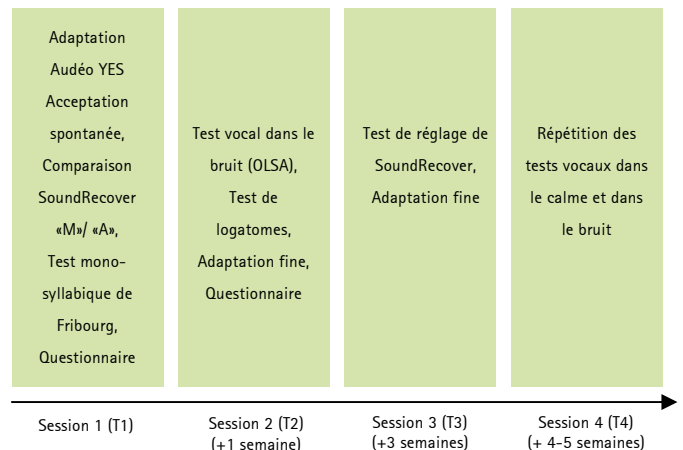 Adaptation
Audéo YES
Acceptation
spontanée,
Comparaison
SoundRecover
«M»/ «A»,
Test mono-
syllabique de
Fribourg,
Questionnaire
Test vocal dans le
bruit (OLSA),
Test de
logatomes,
Adaptation fine,
Questionnaire
Test de réglage de
SoundRecover,
Adaptation fine
Répétition des
tests vocaux dans
le calme et dans
le bruit
Session 1 (T1)
Session 2 (T2)
(+1 semaine)
Session 3 (T3)
(+3 semaines)
Session 4 (T4)
(+ 4-5 semaines)